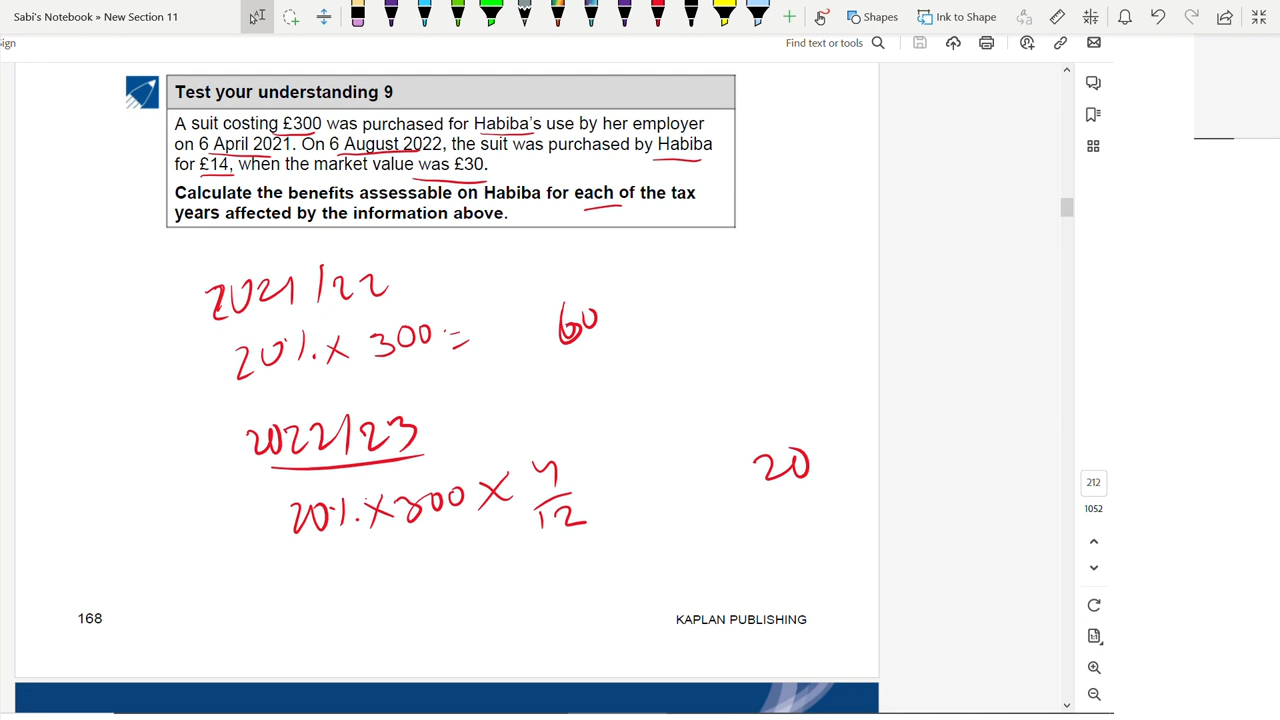 Sabi's Notebook » New Section 11
Shapes
Ink to Shape
ign
Find text or tools
Test your understanding 9
A suit costing £300 was purchased for Habiba's use by her employer
on 6 April 2021. On 6 August 2022, the suit was purchased by Habiba
for £14, when the market value was £30.
Calculate the benefits assessable on Habiba for each of the tax
years affected by the information above.
2021/22
20% x 300 =
60
2022/23
20% x 300 x 4/12
20
212
1052
168
KAPLAN PUBLISHING